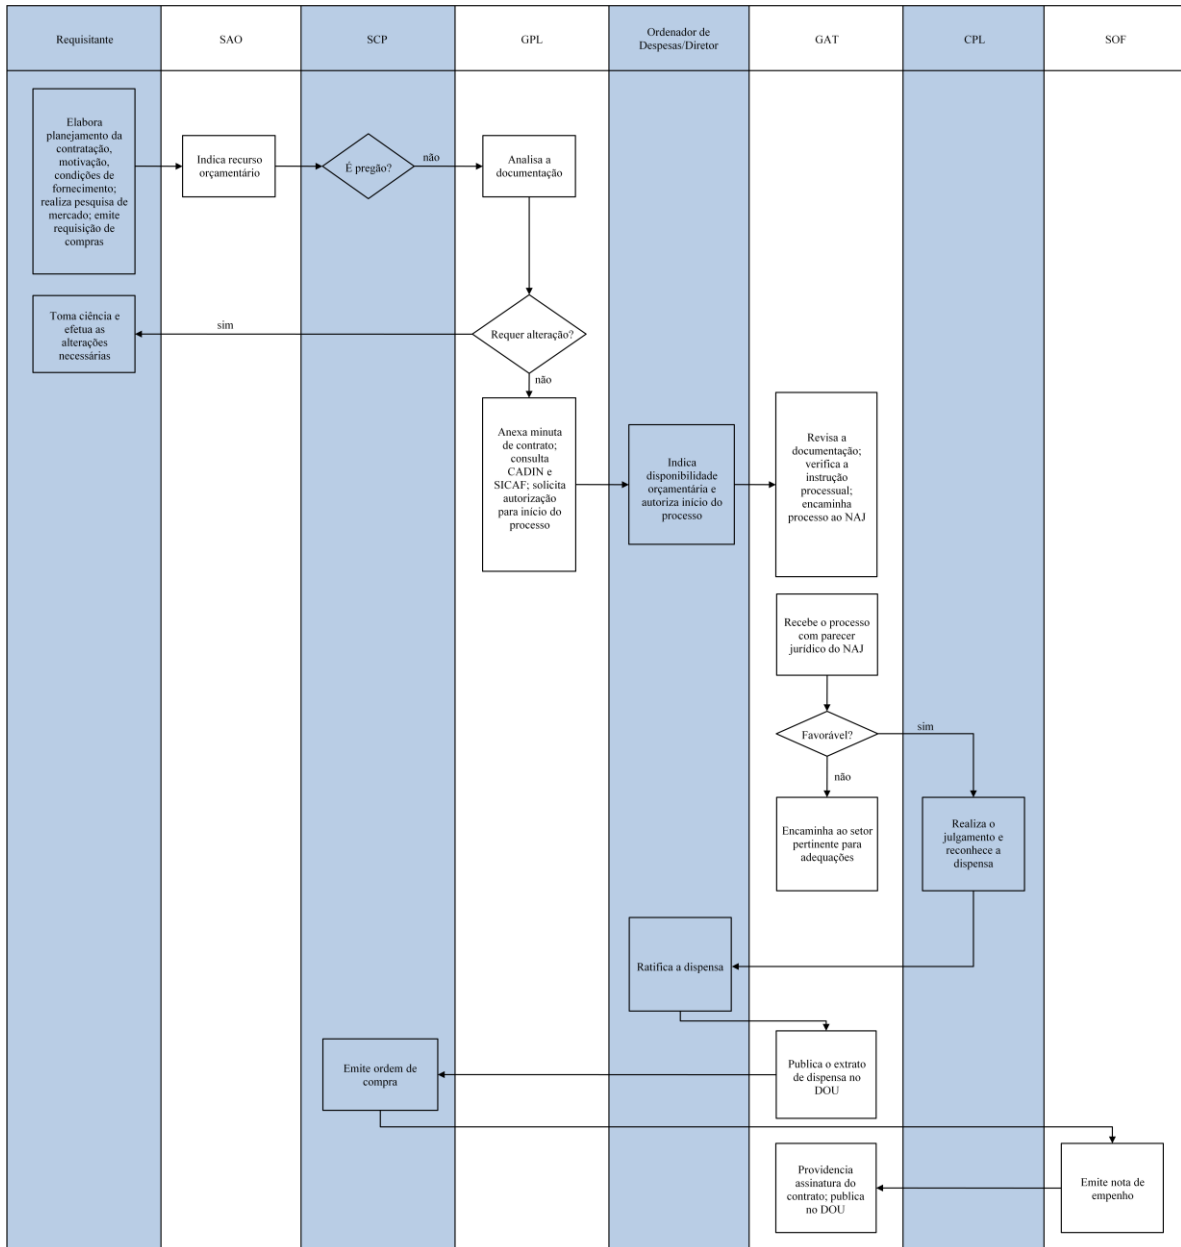 Requisitante
SAO
SCP
GPL
Ordenador de
Despesas/Diretor
GAT
CPL
SOF
Elabora
planejamento da
contratação,
motivação,
condições de
fornecimento;
realiza pesquisa de
mercado; emite
requisição de
compras
Indica recurso
orçamentário
É pregão?
não
Analisa a
documentação
Toma ciência e
efetua as
alterações
necessárias
sim
Requer alteração?
não
Anexa minuta
de contrato;
consulta
CADIN e
SICAF; solicita
autorização
para início do
processo
Indica
disponibilidade
orçamentária e
autoriza início do
processo
Revisa a
documentação;
verifica a
instrução
processual;
encaminha
processo ao NAJ
Recebe o processo
com parecer
jurídico do NAJ
Favorável?
sim
não
Encaminha ao setor
pertinente para
adequações
Realiza o
julgamento e
reconhece a
dispensa
Ratifica a dispensa
Publica o extrato
de dispensa no
DOU
Emite ordem de
compra
Providencia
assinatura do
contrato; publica
no DOU
Emite nota de
empenho